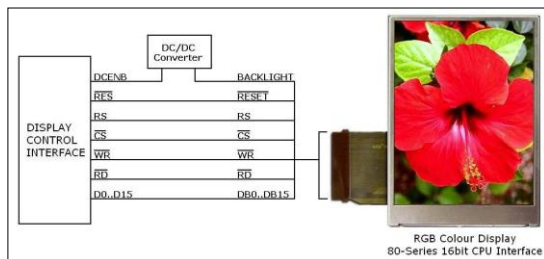 DC/DC
Converter
DCENB BACKLIGHT
RES RESET
RS RS
DISPLAY
CONTROL
INTERFACE
CS CS
WR WR
RD RD
D0..D15 DB0..DB15
RGB Colour Display
80-Series 16bit CPU Interface